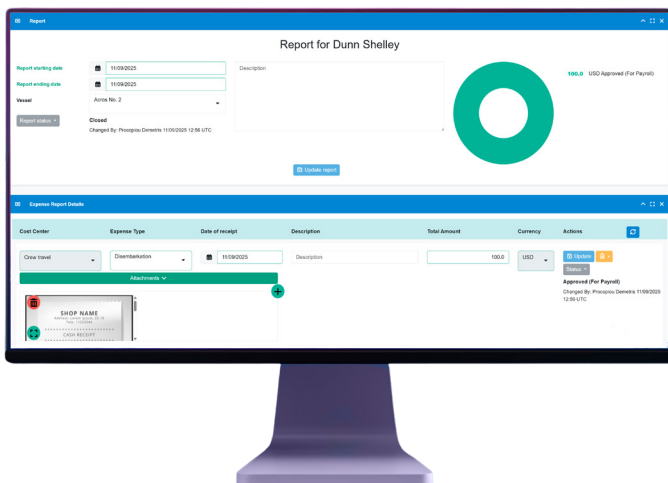 Report
Report for Dunn Shelley
Report starting date
11/09/2025
Description
100.0 USD Approved (For Payroll)
Report ending date
11/09/2025
Vessel
Acros No. 2
Report status
Closed
Changed By: Procopiou Demetris 11/09/2025 12:56 UTC
Update report
Expense Report Details
Cost Center Expense Type Date of receipt Description Total Amount Currency Actions
Crew travel Disembarkation 11/09/2025 Description 100.0 USD Update
Status
Attachments
Approved (For Payroll)
Changed By: Procopiou Demetris 11/09/2025
12:56 UTC
SHOP NAME
CASH RECEIPT